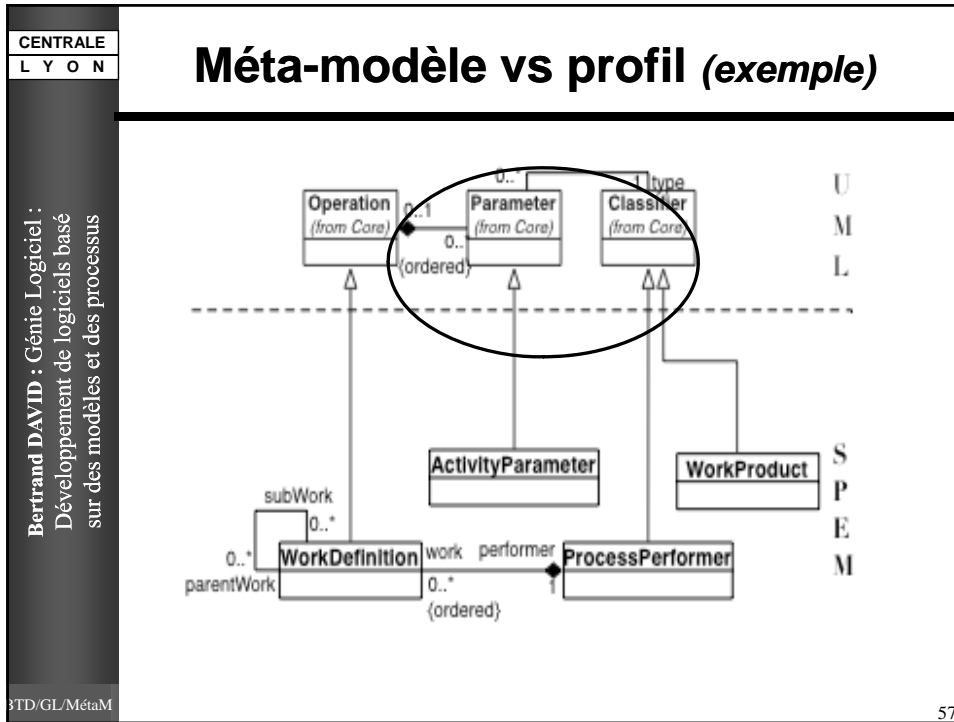 CENTRALE
L Y O N
Méta-modèle vs profil (exemple)
Bertrand DAVID : Génie Logiciel :
Développement de logiciels basé
sur des modèles et des processus
0..*
1 type
Operation
(from Core)
0..1
0..*
{ordered}
Parameter
(from Core)
Classifier
(from Core)
U
M
L
ActivityParameter
WorkProduct
S
P
E
M
subWork
0..*
0..*
parentWork
WorkDefinition
work
0..*
{ordered}
performer
1
ProcessPerformer
BTD/GL/MétaM
57